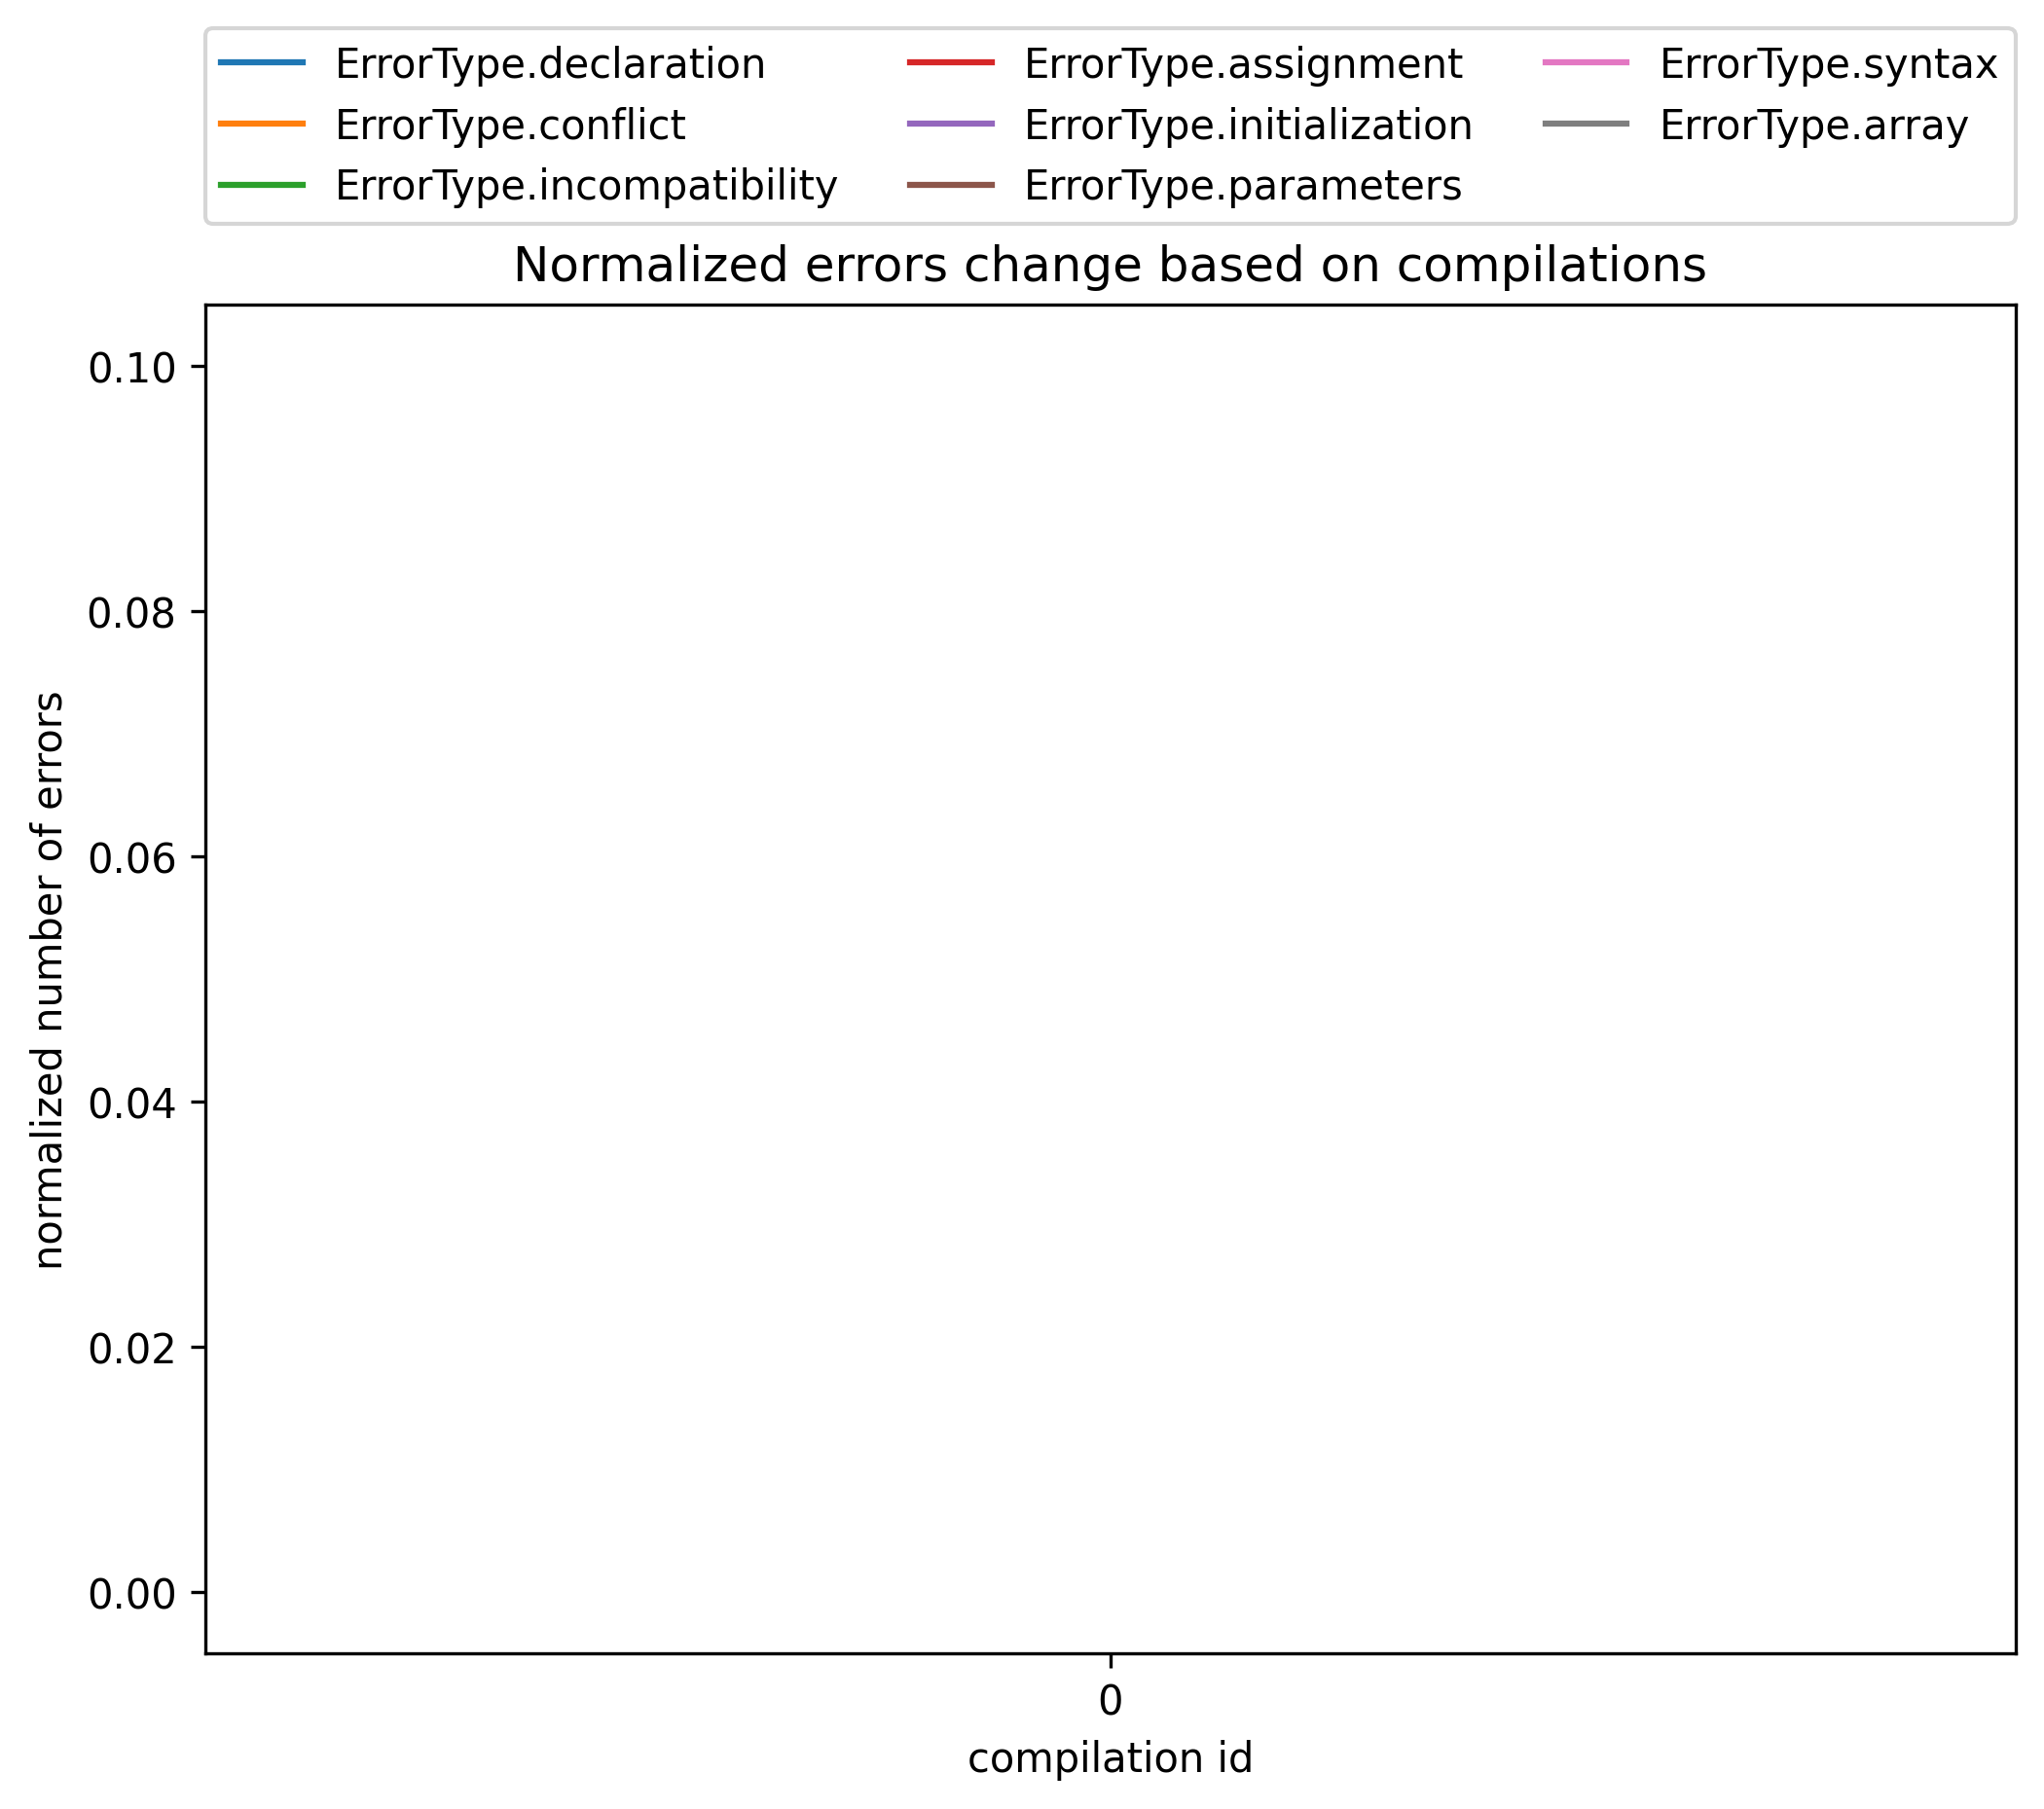 ErrorType.declaration
ErrorType.conflict
ErrorType.incompatibility
ErrorType.assignment
ErrorType.initialization
ErrorType.parameters
ErrorType.syntax
ErrorType.array
Normalized errors change based on compilations
normalized number of errors
0.10
0.08
0.06
0.04
0.02
0.00
0
compilation id